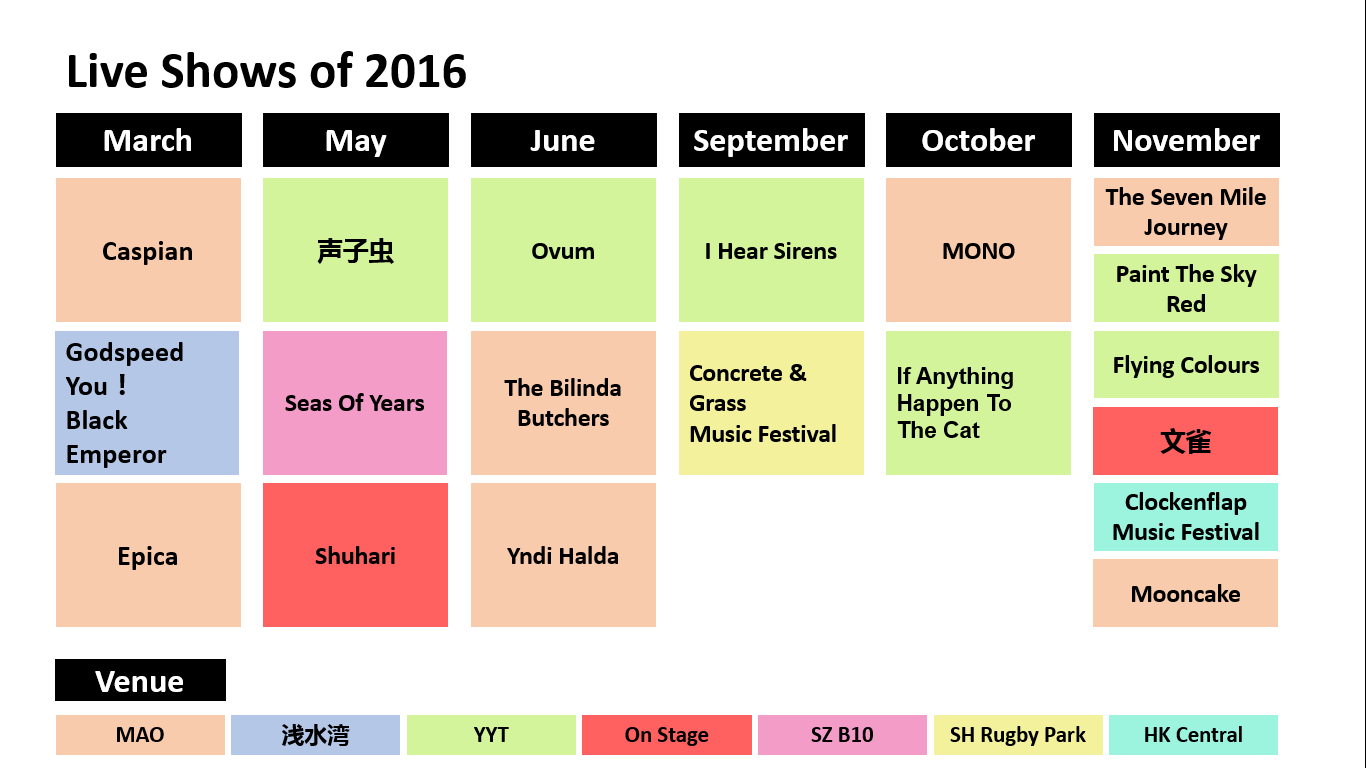 Live Shows of 2016
March
May
June
September
October
November
Caspian
声子虫
Ovum
I Hear Sirens
MONO
The Seven Mile
Journey
Paint The Sky
Red
Godspeed
You！
Black
Emperor
Seas Of Years
The Bilinda
Butchers
Concrete &
Grass
Music Festival
If Anything
Happen To
The Cat
Flying Colours
文雀
Epica
Shuhari
Yndi Halda
Clockenflap
Music Festival
Mooncake
Venue
MAO
浅水湾
YYT
On Stage
SZ B10
SH Rugby Park
HK Central